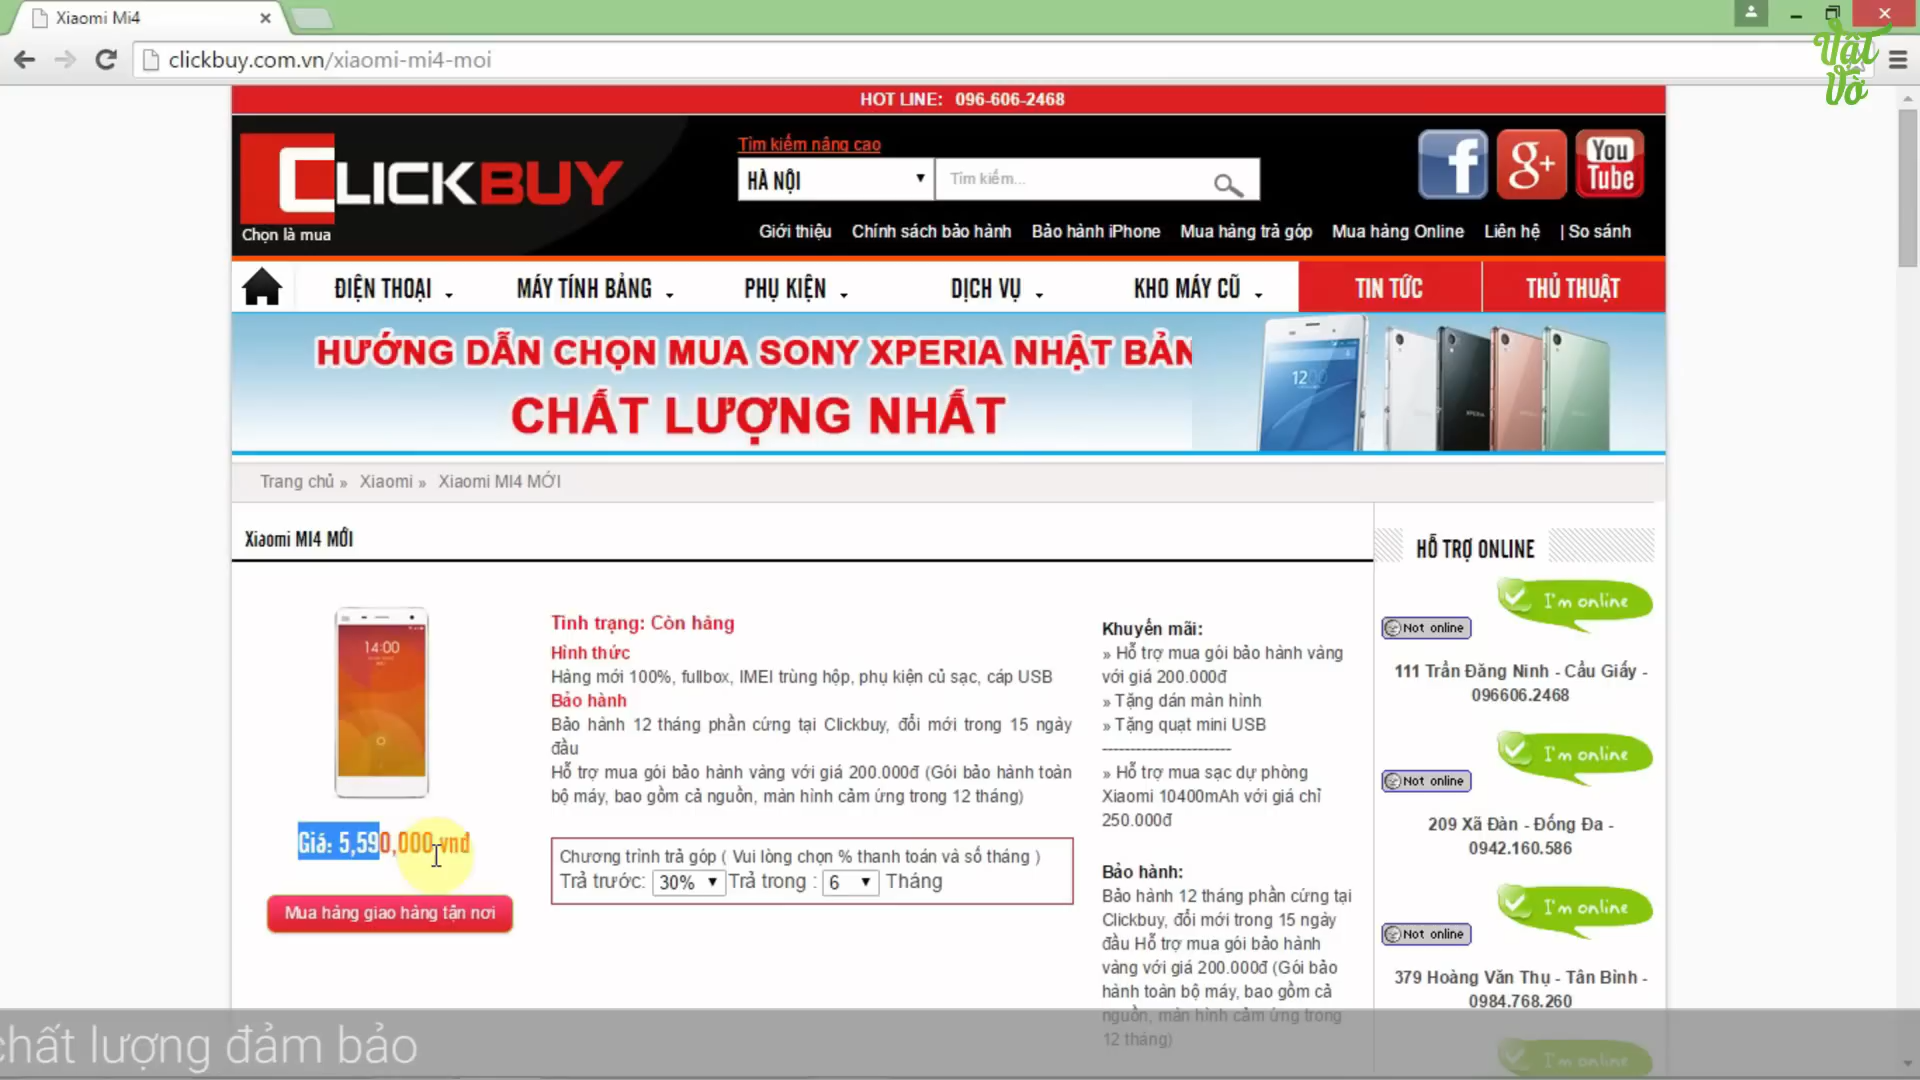 Xiaomi Mi4
clickbuy.com.vn/xiaomi-mi4-moi
Vật
Vờ
HOT LINE: 096-606-2468
CLICKBUY
Chọn là mua
Tìm kiếm nâng cao
HÀ NỘI
Tìm kiếm...
Giới thiệu Chính sách bảo hành Bảo hành iPhone Mua hàng trả góp Mua hàng Online Liên hệ | So sánh
f g+ You
Tube
ĐIỆN THOẠI MÁY TÍNH BẢNG PHỤ KIỆN DỊCH VỤ KHO MÁY CŨ TIN TỨC THỦ THUẬT
HƯỚNG DẪN CHỌN MUA SONY XPERIA NHẬT BẢN
CHẤT LƯỢNG NHẤT
Trang chủ » Xiaomi » Xiaomi MI4 MỚI
Xiaomi MI4 MỚI
14:00
Giá: 5,590,000 vnđ
Mua hàng giao hàng tận nơi
Tình trạng: Còn hàng
Hình thức
Hàng mới 100%, fullbox, IMEI trùng hộp, phụ kiện củ sạc, cáp USB
Bảo hành
Bảo hành 12 tháng phần cứng tại Clickbuy, đổi mới trong 15 ngày
đầu
Hỗ trợ mua gói bảo hành vàng với giá 200.000đ (Gói bảo hành toàn
bộ máy, bao gồm cả nguồn, màn hình cảm ứng trong 12 tháng)
Chương trình trả góp ( Vui lòng chọn % thanh toán và số tháng )
Trả trước: 30% Trả trong : 6 Tháng
Khuyến mãi:
» Hỗ trợ mua gói bảo hành vàng
với giá 200.000đ
» Tặng dán màn hình
» Tặng quạt mini USB
-----------------------
» Hỗ trợ mua sạc dự phòng
Xiaomi 10400mAh với giá chỉ
250.000đ
Bảo hành:
Bảo hành 12 tháng phần cứng tại
Clickbuy, đổi mới trong 15 ngày
đầu Hỗ trợ mua gói bảo hành
vàng với giá 200.000đ (Gói bảo
hành toàn bộ máy, bao gồm cả
nguồn, màn hình cảm ứng trong
12 tháng)
HỖ TRỢ ONLINE
I'm online
Not online
111 Trần Đăng Ninh - Cầu Giấy -
096606.2468
I'm online
Not online
209 Xã Đàn - Đống Đa -
0942.160.586
I'm online
Not online
379 Hoàng Văn Thụ - Tân Bình -
0984.768.260
I'm online
chất lượng đảm bảo